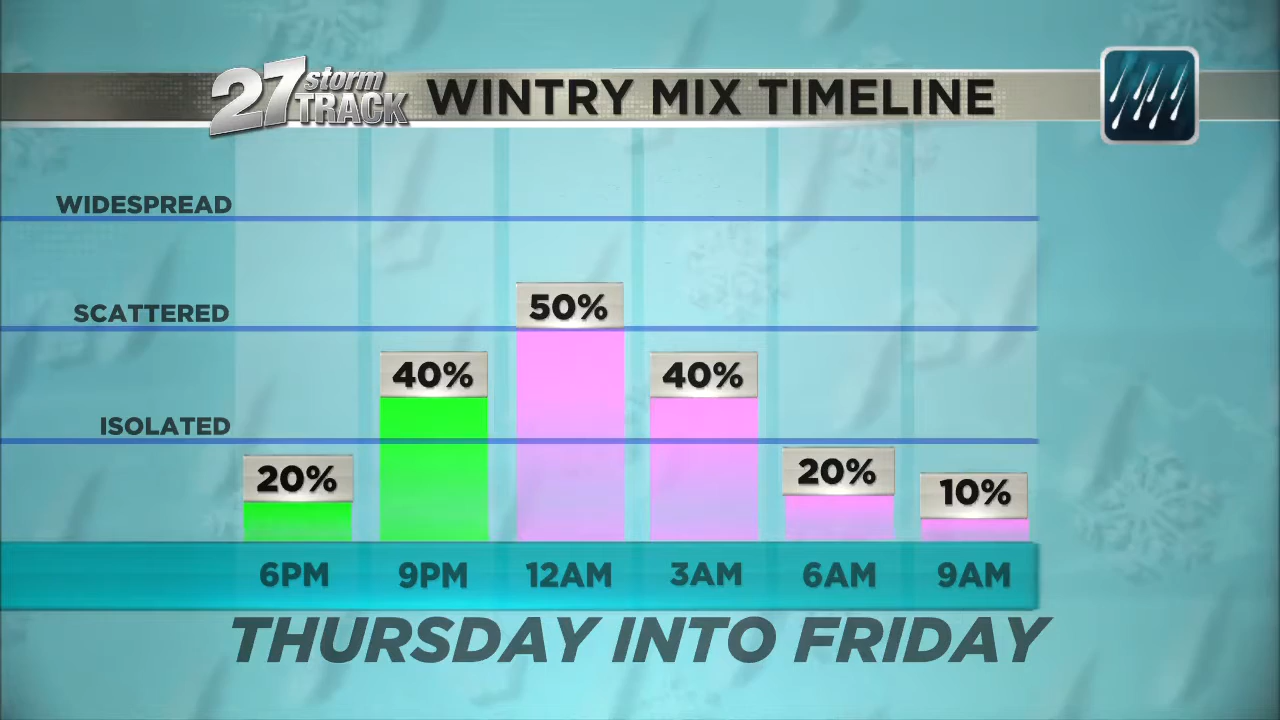 27 storm TRACK WINTRY MIX TIMELINE
WIDESPREAD
SCATTERED
ISOLATED
20%
40%
50%
40%
20%
10%
6PM 9PM 12AM 3AM 6AM 9AM
THURSDAY INTO FRIDAY